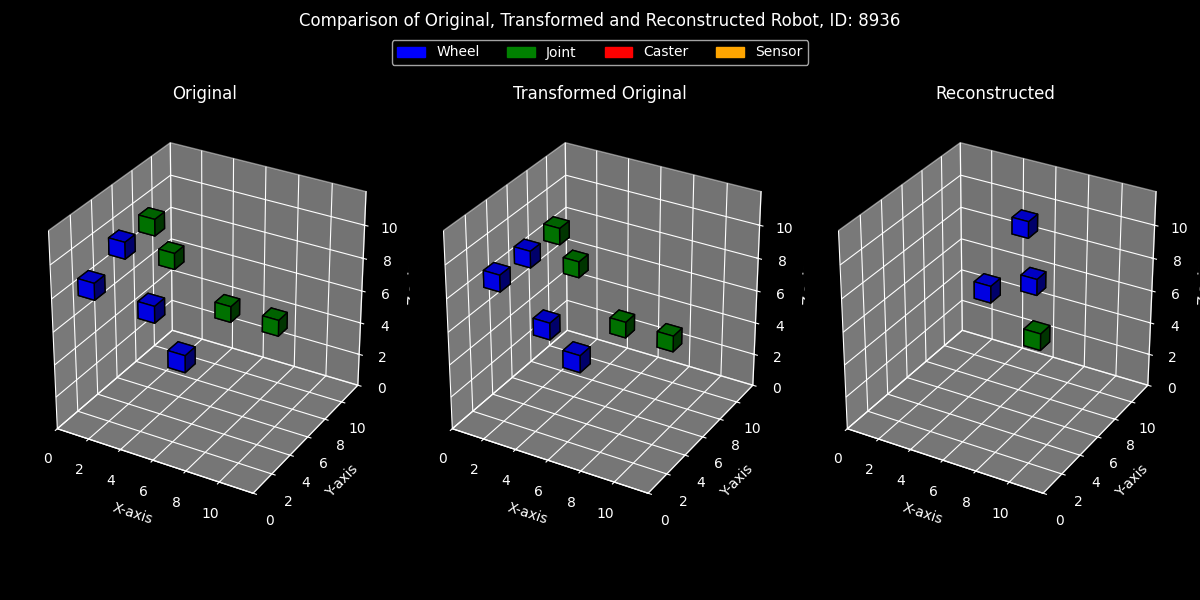 Comparison of Original, Transformed and Reconstructed Robot, ID: 8936
Wheel Joint Caster Sensor
Original
Transformed Original
Reconstructed
0 2 4 6 8 10
X-axis
0 2 4 6 8 10
Y-axis
0 2 4 6 8 10
0 2 4 6 8 10
X-axis
0 2 4 6 8 10
Y-axis
0 2 4 6 8 10
0 2 4 6 8 10
X-axis
0 2 4 6 8 10
Y-axis
0 2 4 6 8 10